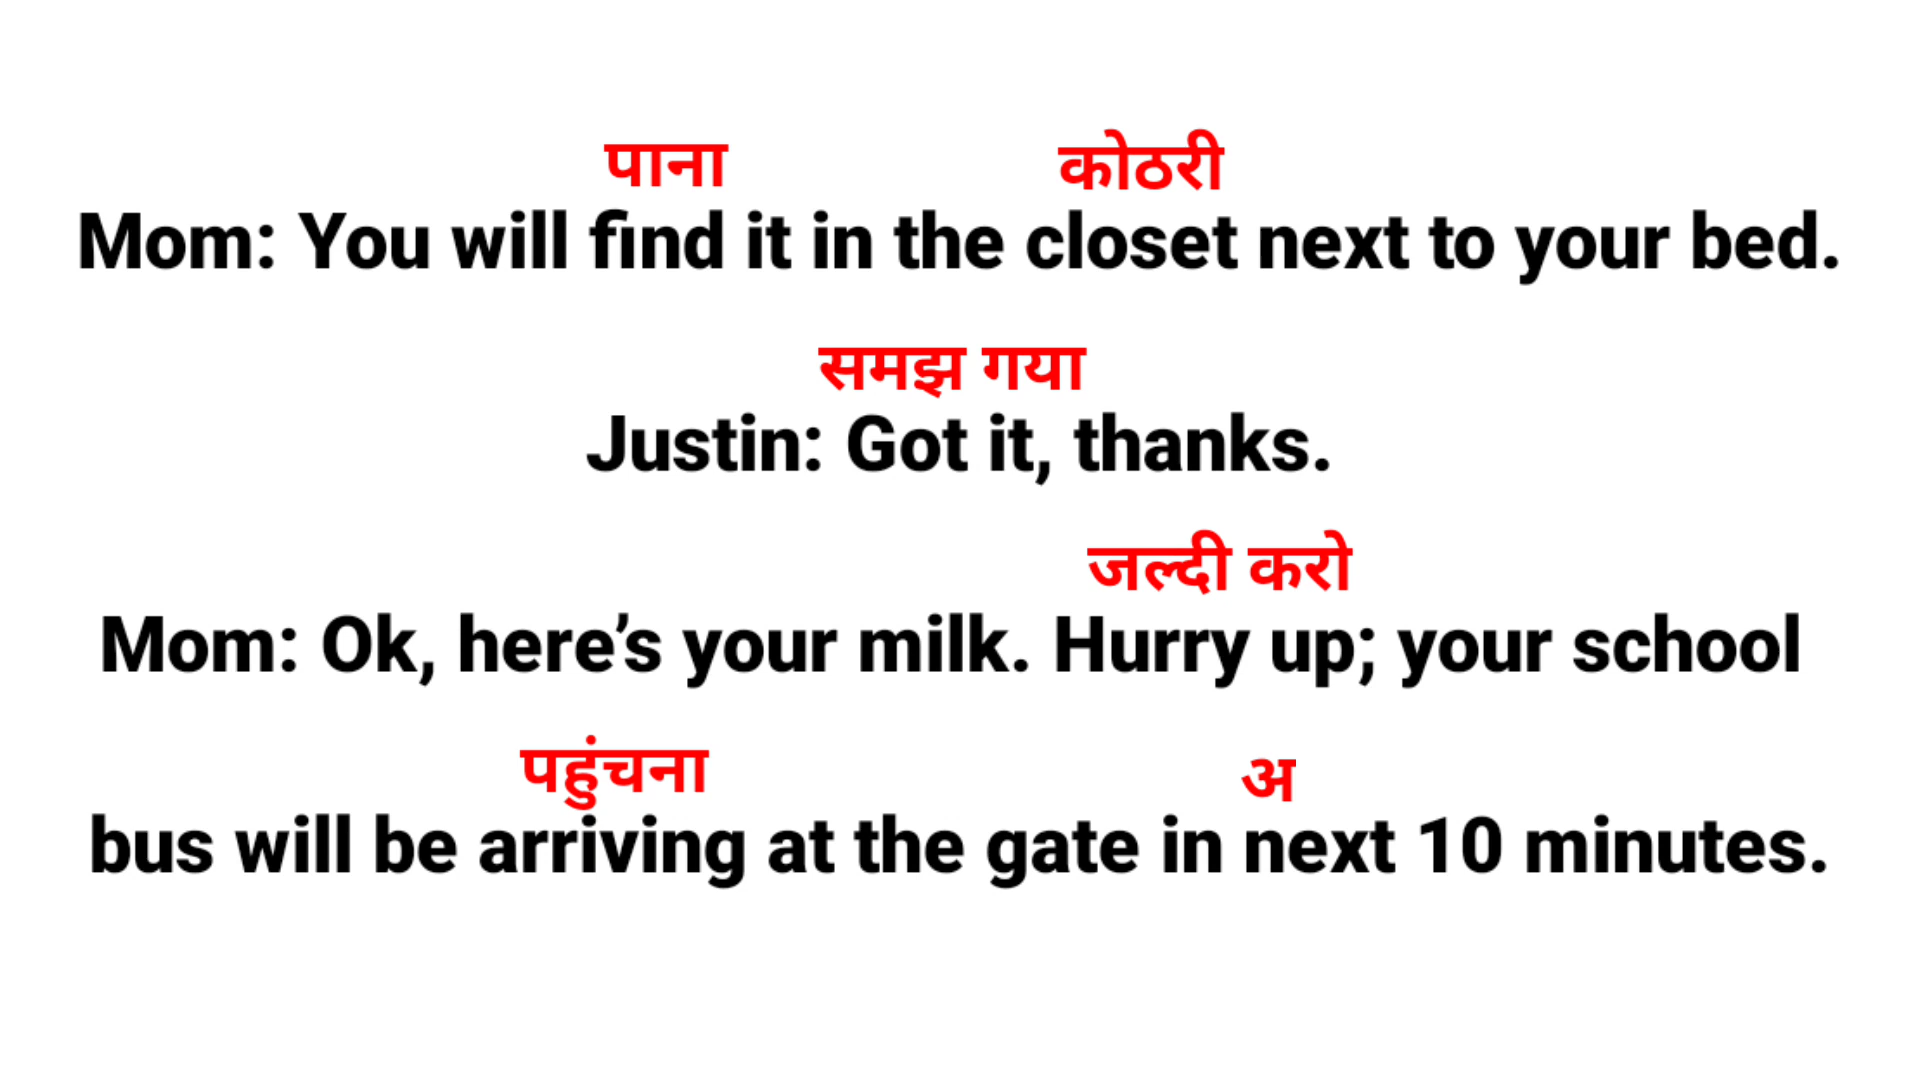 पाना कोठरी
Mom: You will find it in the closet next to your bed.
समझ गया
Justin: Got it, thanks.
जल्दी करो
Mom: Ok, here’s your milk. Hurry up; your school
पहुंचना अ
bus will be arriving at the gate in next 10 minutes.